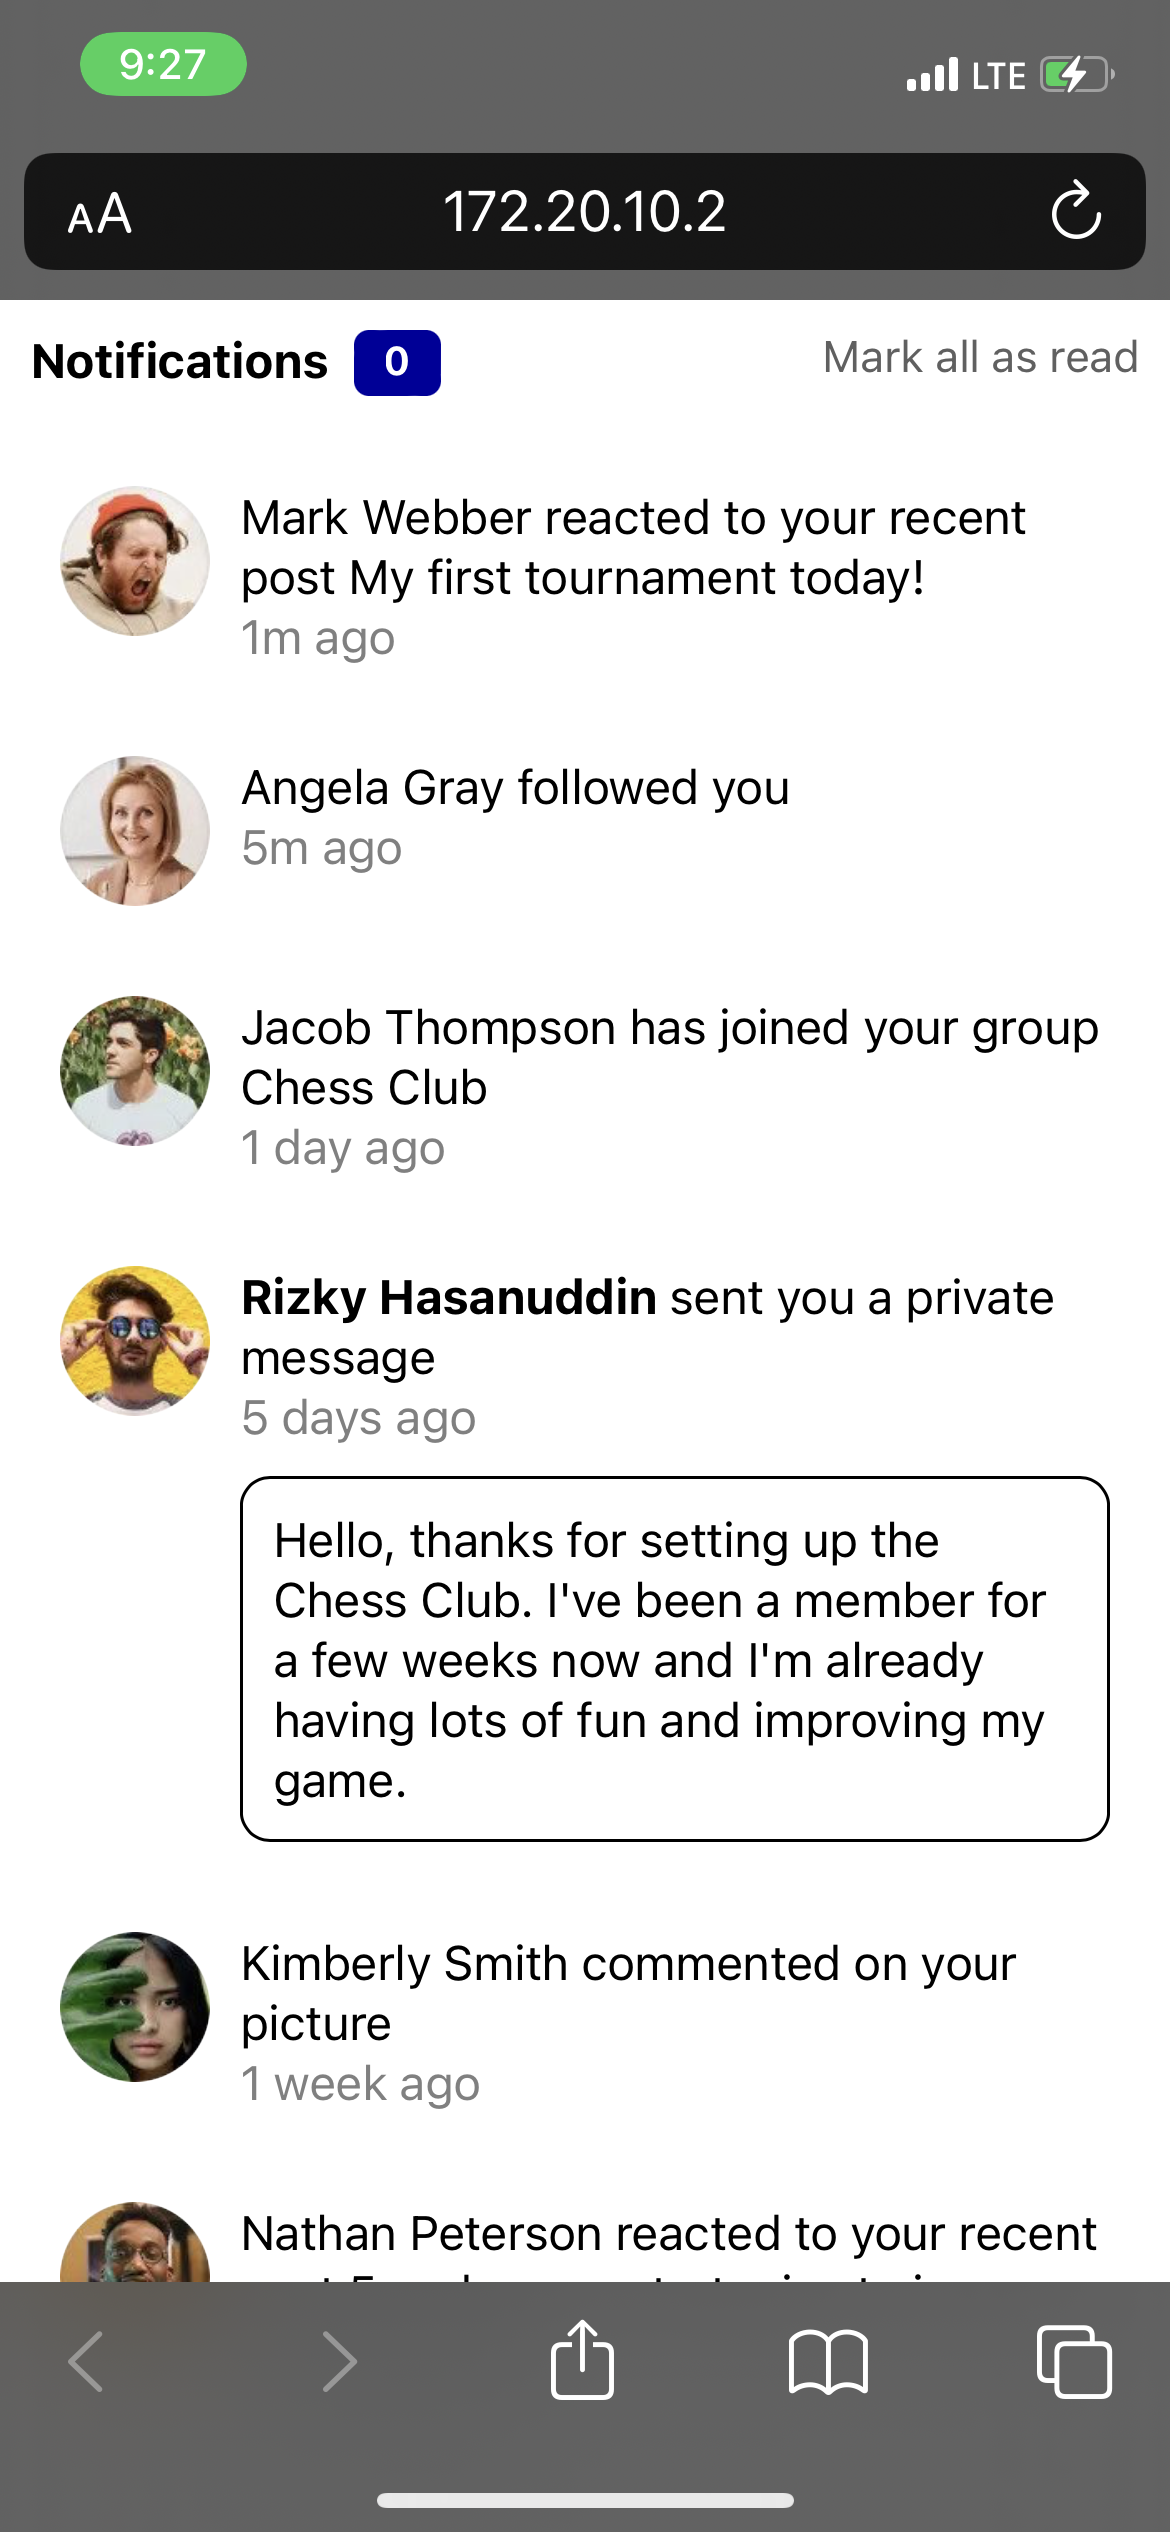 9:27
LTE
AA
172.20.10.2
Notifications 0
Mark all as read
Mark Webber reacted to your recent
post My first tournament today!
1m ago
Angela Gray followed you
5m ago
Jacob Thompson has joined your group
Chess Club
1 day ago
Rizky Hasanuddin sent you a private
message
5 days ago
Hello, thanks for setting up the
Chess Club. I've been a member for
a few weeks now and I'm already
having lots of fun and improving my
game.
Kimberly Smith commented on your
picture
1 week ago
Nathan Peterson reacted to your recent